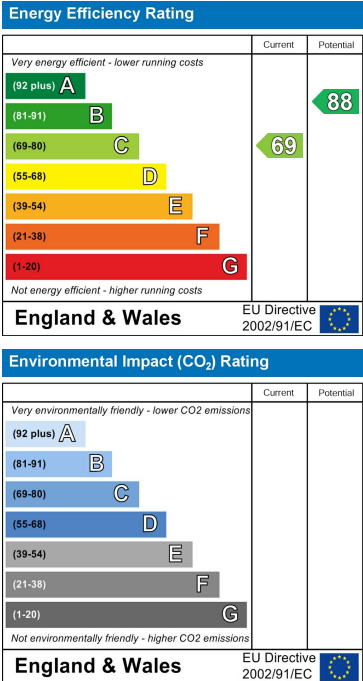 Energy Efficiency Rating
Current Potential
Very energy efficient - lower running costs
(92 plus) A
(81-91) B
88
(69-80) C
69
(55-68) D
(39-54) E
(21-38) F
(1-20) G
Not energy efficient - higher running costs
England & Wales
EU Directive
2002/91/EC
Environmental Impact (CO₂) Rating
Current Potential
Very environmentally friendly - lower CO2 emissions
(92 plus) A
(81-91) B
(69-80) C
(55-68) D
(39-54) E
(21-38) F
(1-20) G
Not environmentally friendly - higher CO2 emissions
England & Wales
EU Directive
2002/91/EC